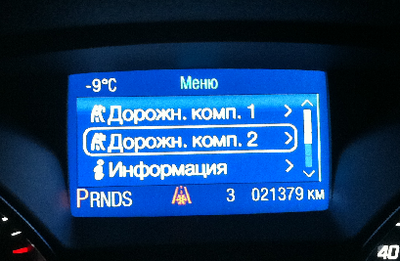 -9°C Меню
Дорожн. комп. 1
Дорожн. комп. 2
Информация
PRNDS 3 021379 км
40